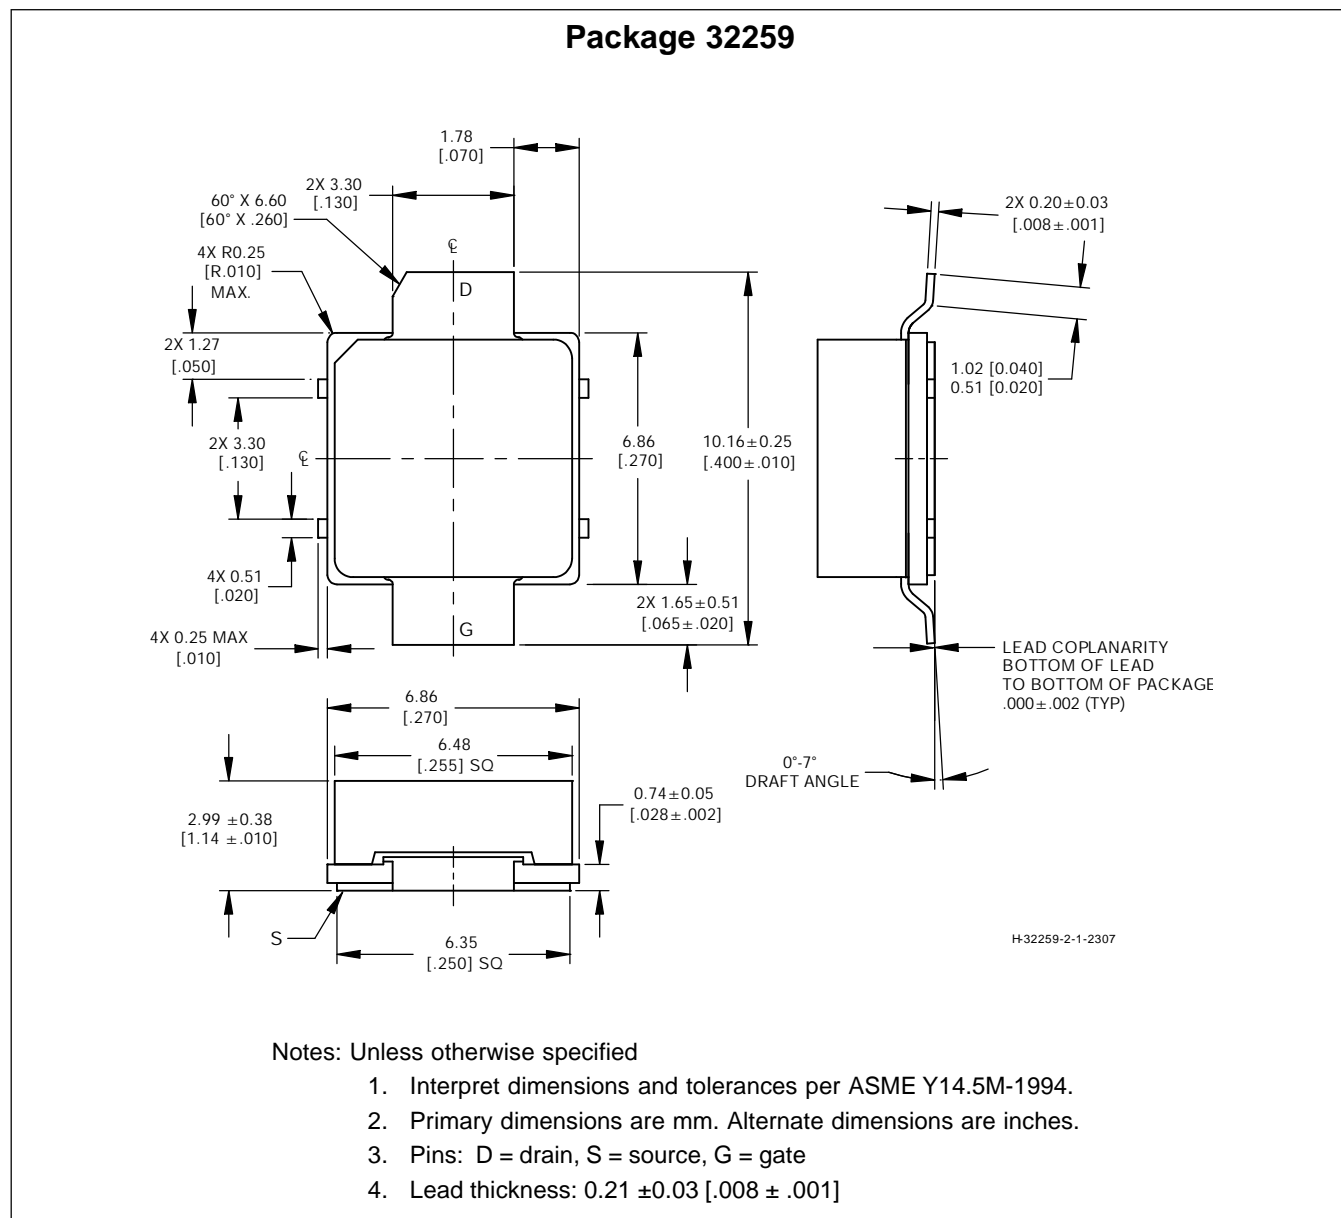 Package 32259
1.78
[.070]
2X 3.30
[.130]
60° X 6.60
[60° X .260]
4X R0.25
[R.010]
MAX.
℄
D
2X 1.27
[.050]
2X 3.30
[.130]
℄
6.86
[.270]
10.16±0.25
[.400±.010]
4X 0.51
[.020]
2X 1.65±0.51
[.065±.020]
G
4X 0.25 MAX
[.010]
2X 0.20±0.03
[.008±.001]
1.02 [0.040]
0.51 [0.020]
LEAD COPLANARITY
BOTTOM OF LEAD
TO BOTTOM OF PACKAGE
.000±.002 (TYP)
0°-7°
DRAFT ANGLE
6.86
[.270]
6.48
[.255] SQ
2.99 ±0.38
[1.14 ±.010]
0.74±0.05
[.028±.002]
S
6.35
[.250] SQ
H-32259-2-1-2307
Notes: Unless otherwise specified
1. Interpret dimensions and tolerances per ASME Y14.5M-1994.
2. Primary dimensions are mm. Alternate dimensions are inches.
3. Pins: D = drain, S = source, G = gate
4. Lead thickness: 0.21 ±0.03 [.008 ± .001]